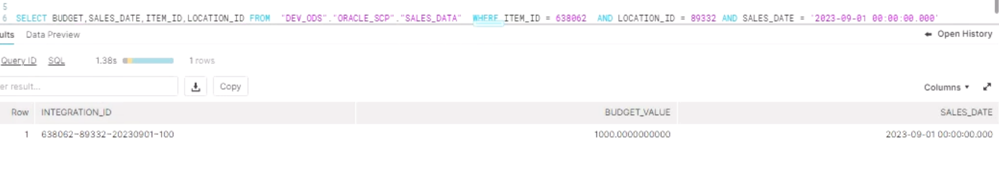 5
6 SELECT BUDGET,SALES_DATE,ITEM_ID,LOCATION_ID FROM "DEV_ODS"."ORACLE_SCP"."SALES_DATA" WHERE ITEM_ID = 638062 AND LOCATION_ID = 89332 AND SALES_DATE = '2023-09-01 00:00:00.000'
ults Data Preview Open History
Query ID SQL 1.38s 1 rows
er result... Copy Columns
Row INTEGRATION_ID BUDGET_VALUE SALES_DATE
1 638062~89332~20230901~100 1000.0000000000 2023-09-01 00:00:00.000